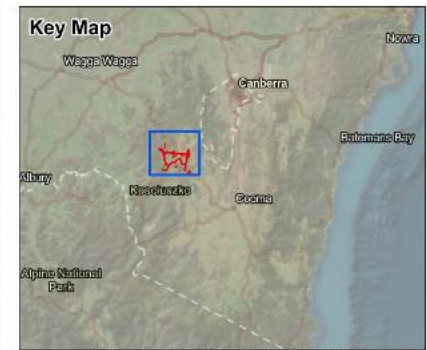 Key Map
Nowra
Wagga Wagga
Canberra
Batemans Bay
Albury
Kosciuszko
Cooma
Alpine National
Park